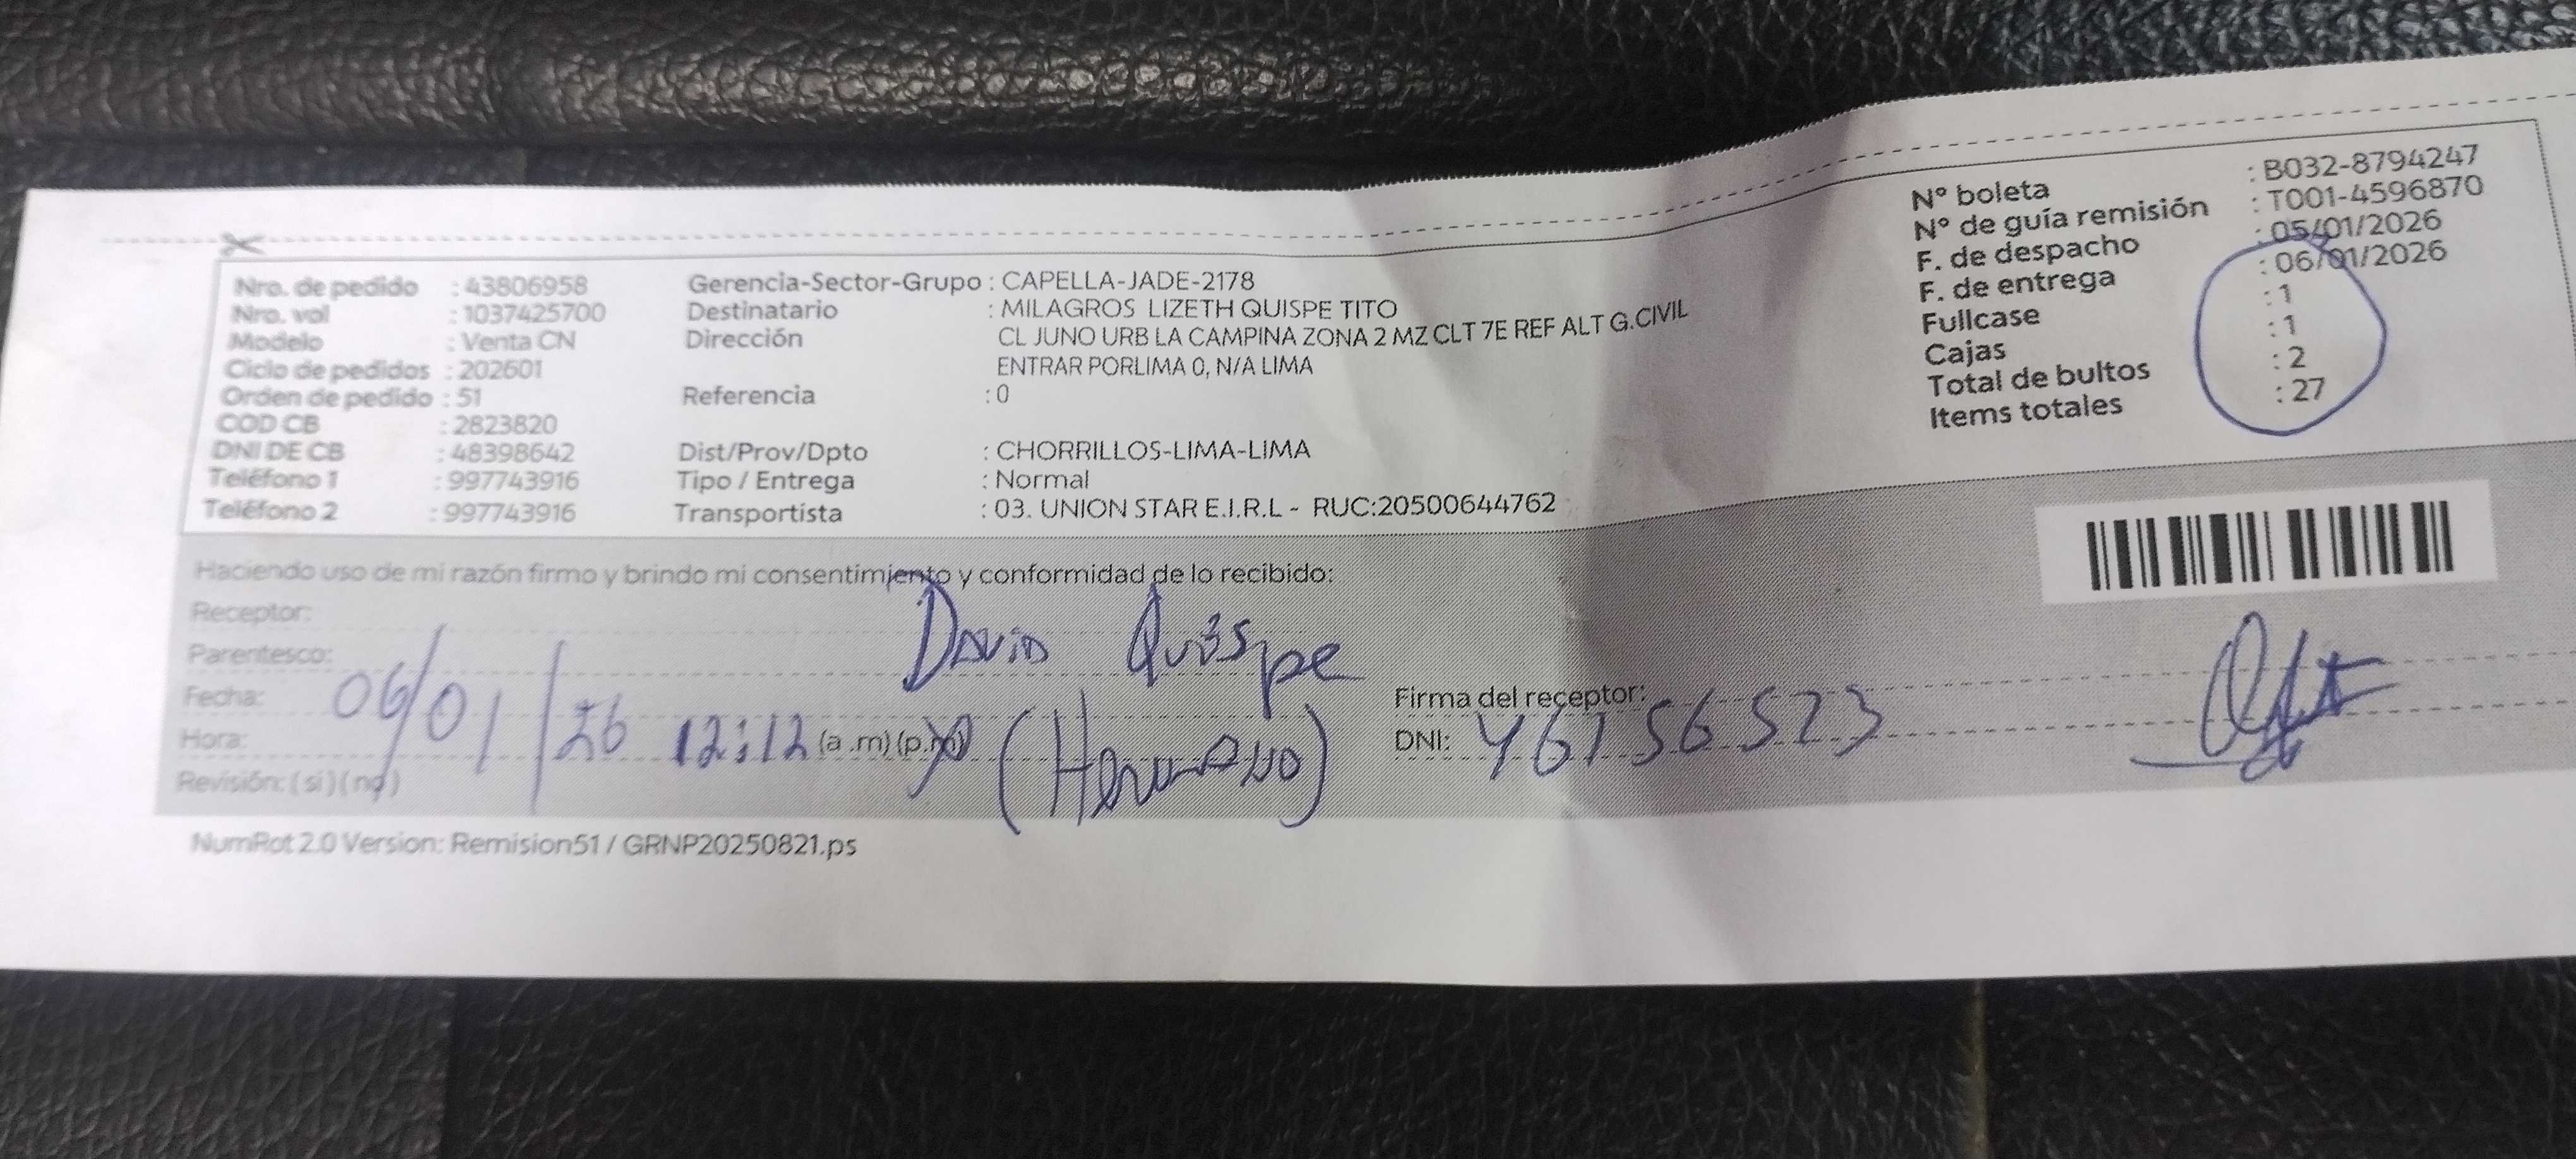 Nro. de pedido : 43806958
Nro. vol : 1037425700
Modelo : Venta CN
Ciclo de pedidos : 202601
Orden de pedido : 51
COD CB : 2823820
DNI DE CB : 48398642
Teléfono 1 : 997743916
Teléfono 2 : 997743916
Gerencia-Sector-Grupo : CAPELLA-JADE-2178
Destinatario : MILAGROS LIZETH QUISPE TITO
Dirección CL JUNO URB LA CAMPINA ZONA 2 MZ CLT 7E REF ALT G.CIVIL
ENTRAR PORLIMA 0, N/A LIMA
Referencia : 0
Dist/Prov/Dpto : CHORRILLOS-LIMA-LIMA
Tipo / Entrega : Normal
Transportista : 03. UNION STAR E.I.R.L - RUC:20500644762
N° boleta : B032-8794247
N° de guía remisión : T001-4596870
F. de despacho : 05/01/2026
F. de entrega : 06/01/2026
Fullcase : 1
Cajas : 1
Total de bultos : 2
Items totales : 27
Haciendo uso de mi razón firmo y brindo mi consentimiento y conformidad de lo recibido:
Receptor: David Quispe
Parentesco:
Fecha: 06/01/26
Hora: 12:12 (a .m) (p.m) (Hermano)
Revisión: ( si ) ( no )
Firma del receptor:
DNI:
NumRot 2.0 Version: Remision51 / GRNP20250821.ps